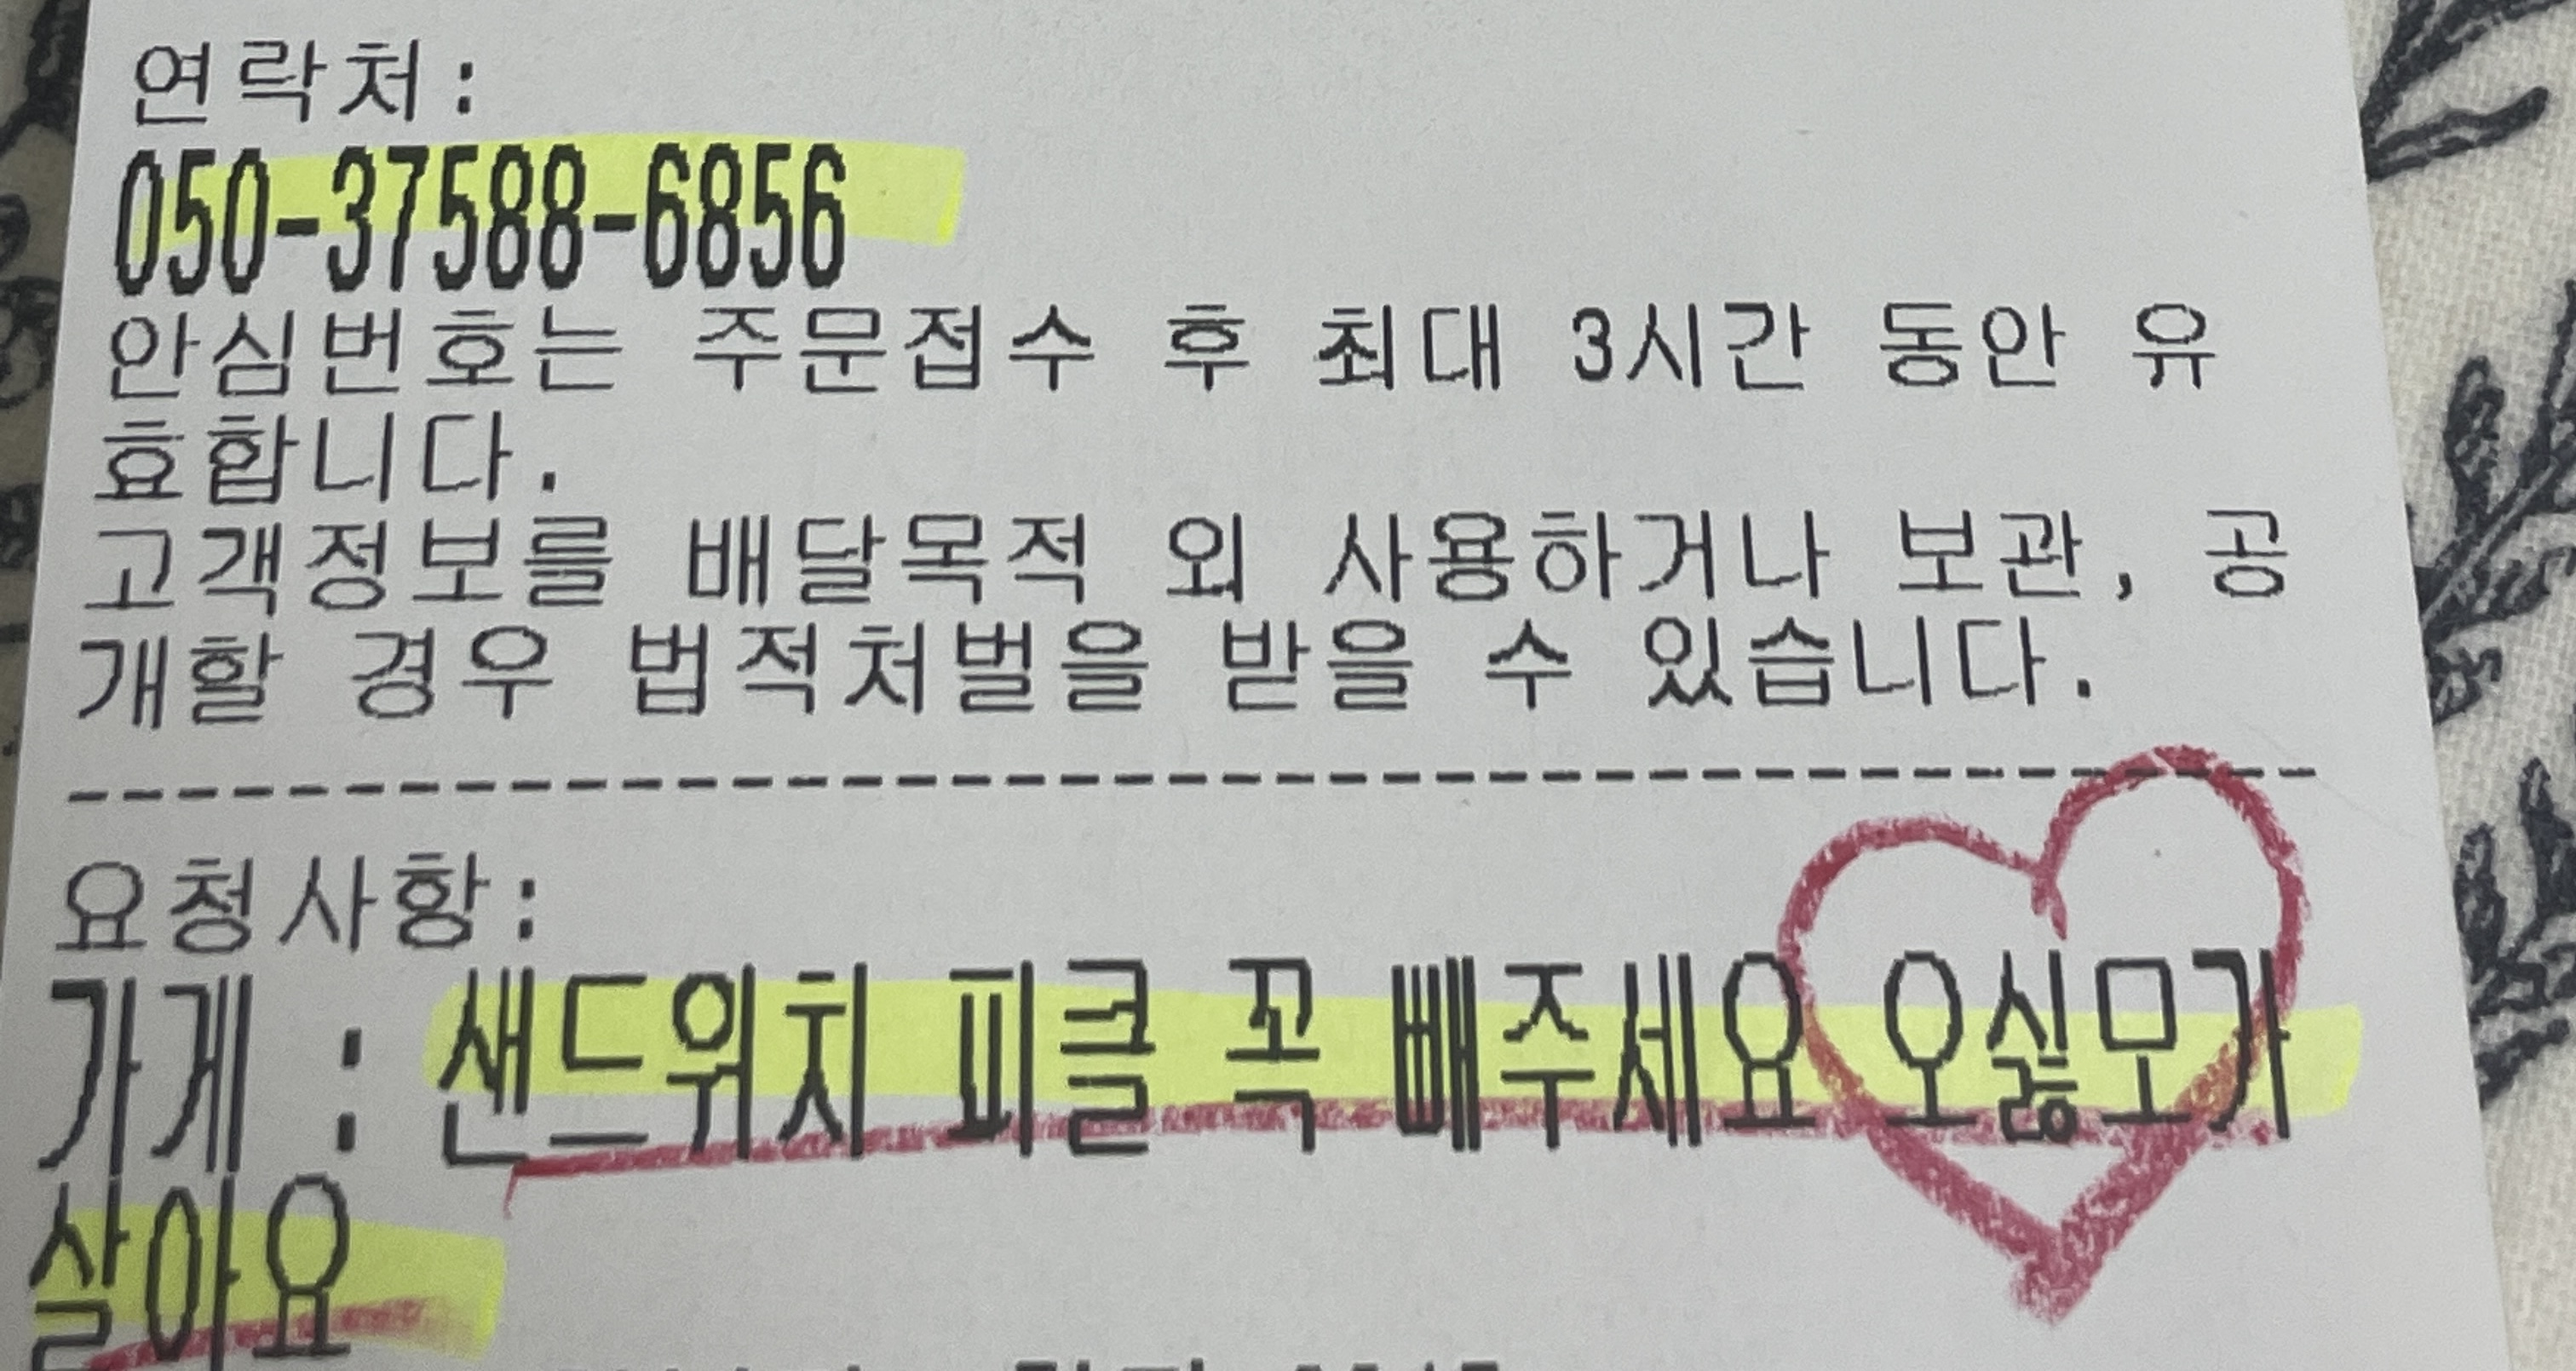 연락처:
050-37588-6856
안심번호는 주문접수 후 최대 3시간 동안 유
효합니다.
고객정보를 배달목적 외 사용하거나 보관, 공
개할 경우 법적처벌을 받을 수 있습니다.
요청사항:
가게 : 샌드위치 피클 꼭 빼주세요 오싫모가
살아요